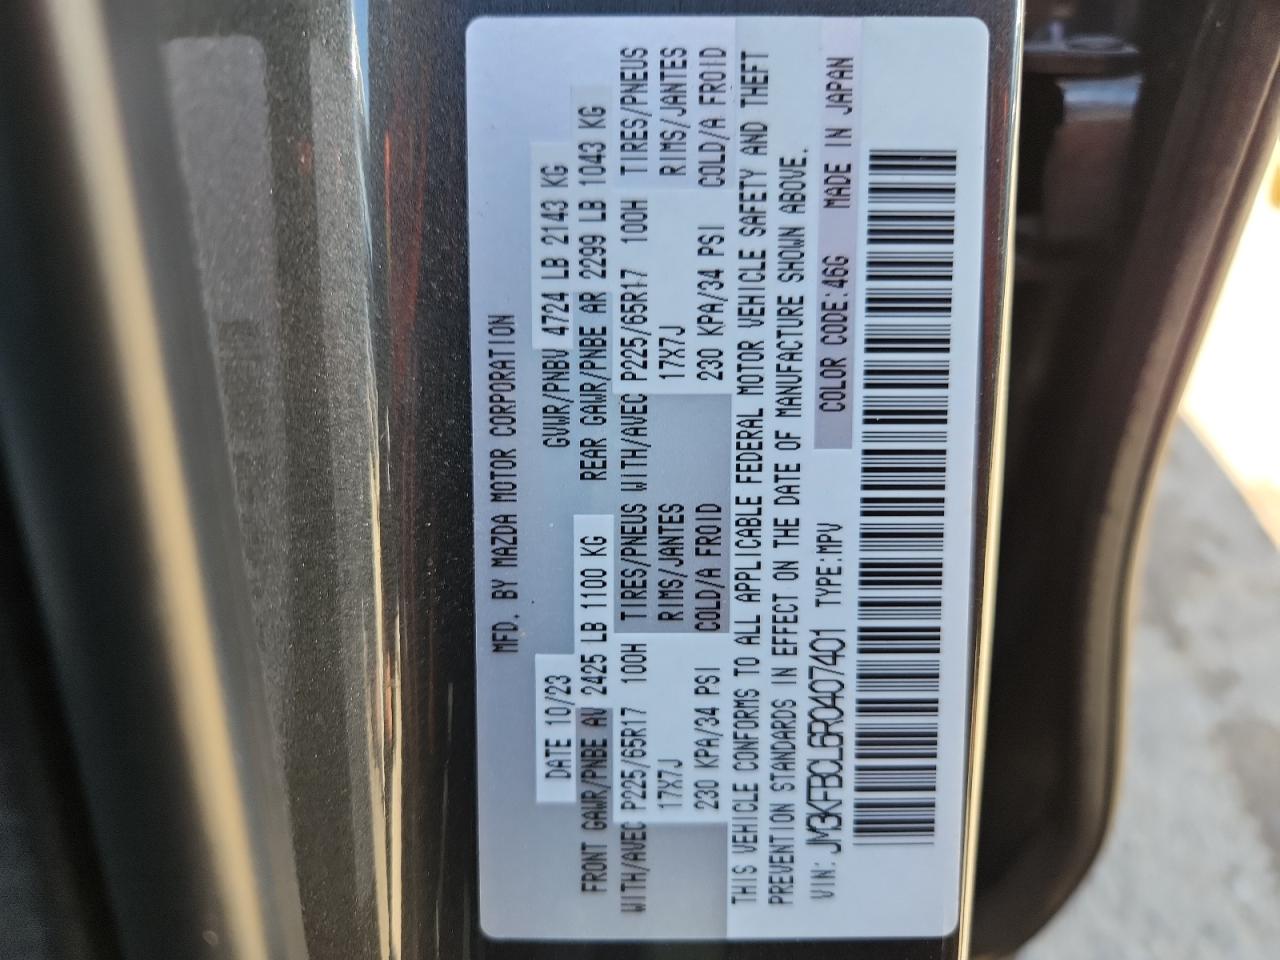 MFD. BY MAZDA MOTOR CORPORATION
DATE 10/23 GVWR/PNBV 4724 LB 2143 KG
FRONT GAWR/PNBE AV 2425 LB 1100 KG REAR GAWR/PNBE AR 2299 LB 1043 KG
WITH/AVEC P225/65R17 100H TIRES/PNEUS WITH/AVEC P225/65R17 100H TIRES/PNEUS
17X7J RIMS/JANTES 17X7J RIMS/JANTES
230 KPA/34 PSI COLD/A FROID 230 KPA/34 PSI COLD/A FROID
THIS VEHICLE CONFORMS TO ALL APPLICABLE FEDERAL MOTOR VEHICLE SAFETY AND THEFT
PREVENTION STANDARDS IN EFFECT ON THE DATE OF MANUFACTURE SHOWN ABOVE.
VIN: JM3KFBCL6R0407401 TYPE:MPV COLOR CODE:46G MADE IN JAPAN